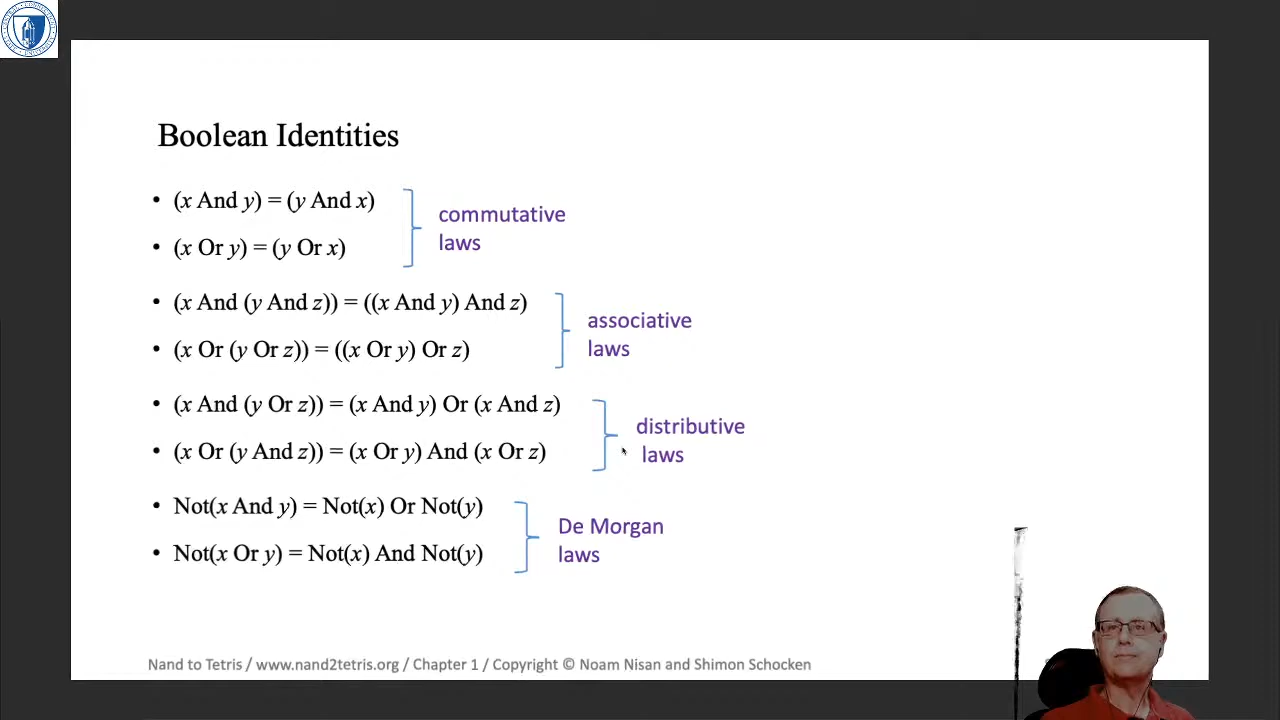 Boolean Identities
• (x And y) = (y And x)
• (x Or y) = (y Or x)
commutative
laws
• (x And (y And z)) = ((x And y) And z)
• (x Or (y Or z)) = ((x Or y) Or z)
associative
laws
• (x And (y Or z)) = (x And y) Or (x And z)
• (x Or (y And z)) = (x Or y) And (x Or z)
distributive
laws
• Not(x And y) = Not(x) Or Not(y)
• Not(x Or y) = Not(x) And Not(y)
De Morgan
laws
Nand to Tetris / www.nand2tetris.org / Chapter 1 / Copyright © Noam Nisan and Shimon Schocken